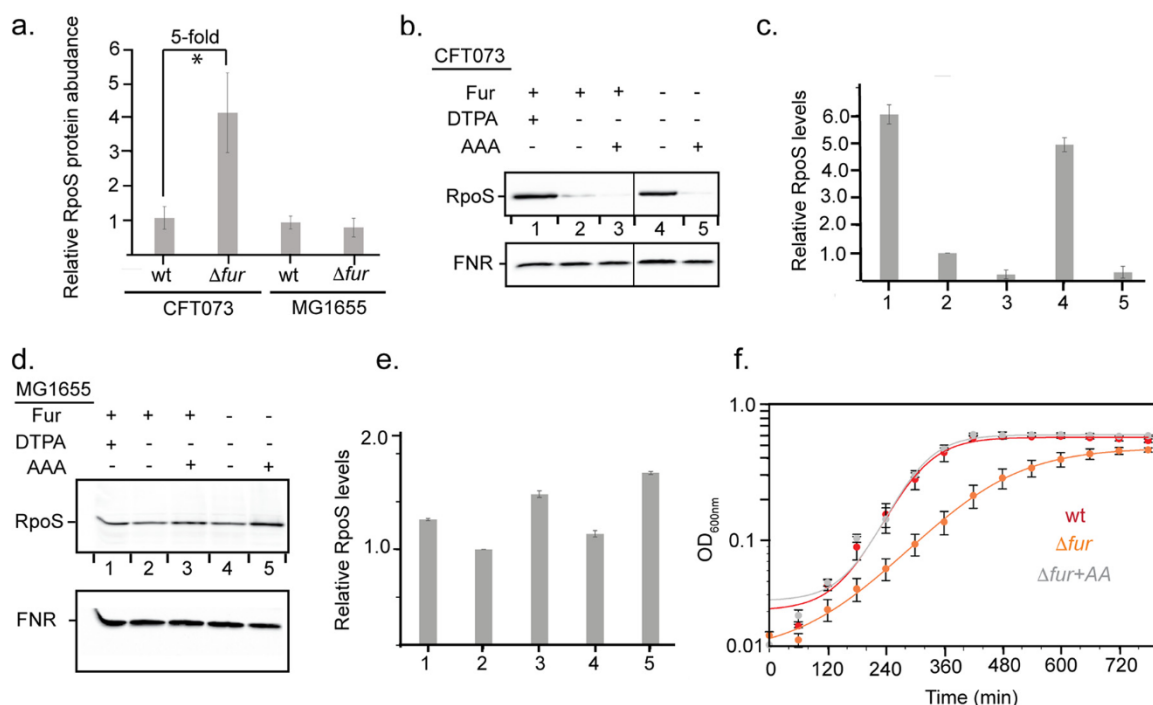 a.
5-fold
*
Relative RpoS protein abudance
6
5
4
3
2
1
wt
Δfur
wt
Δfur
CFT073
MG1655
b.
CFT073
Fur + + + - -
DTPA + - - - -
AAA - - + - +
RpoS
1 2 3 4 5
FNR
c.
Relative RpoS levels
6.0
5.0
4.0
3.0
2.0
1.0
1 2 3 4 5
d.
MG1655
Fur + + + - -
DTPA + - - - -
AAA - - + - +
RpoS
1 2 3 4 5
FNR
e.
Relative RpoS levels
2.0
1.0
1 2 3 4 5
f.
OD600nm
1.0
0.1
0.01
wt
Δfur
Δfur+AA
0 120 240 360 480 600 720
Time (min)